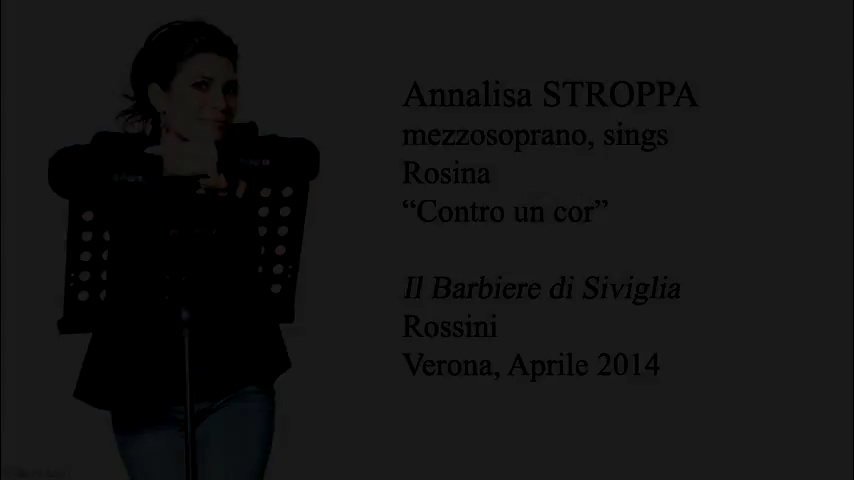 Annalisa STROPPA
mezzosoprano, sings
Rosina
“Contro un cor”
Il Barbiere di Siviglia
Rossini
Verona, Aprile 2014